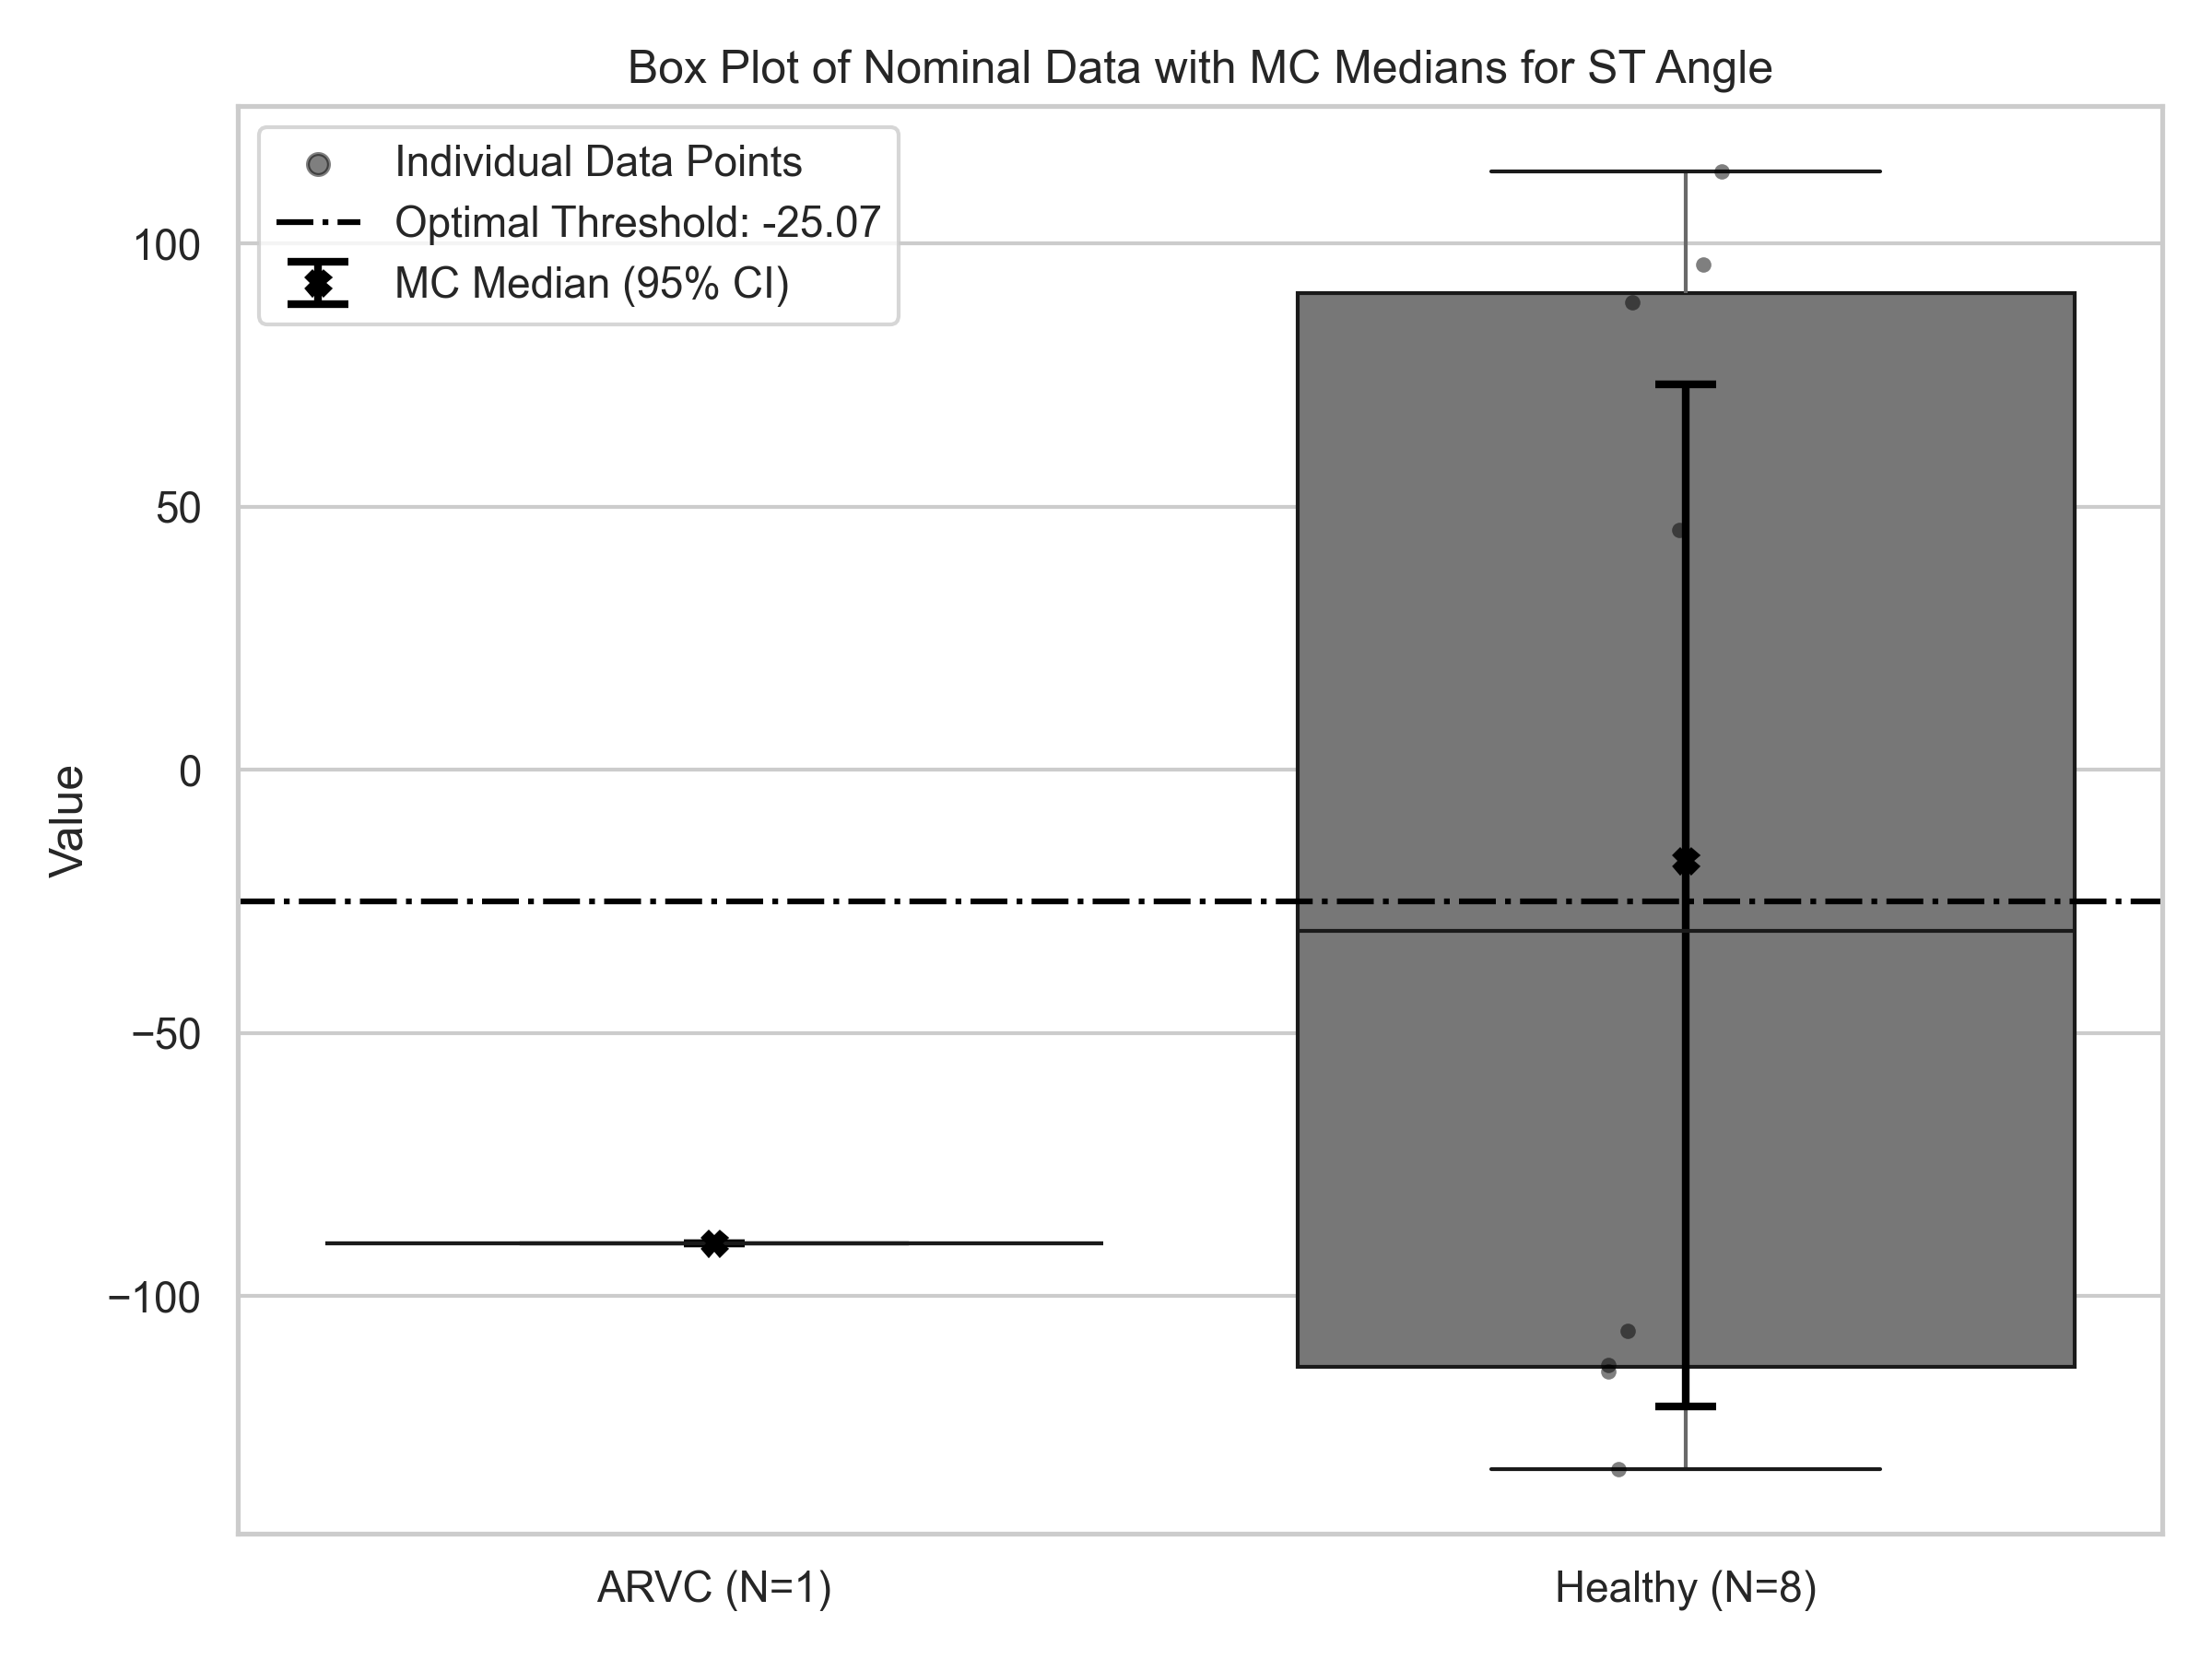 Box Plot of Nominal Data with MC Medians for ST Angle
Individual Data Points
Optimal Threshold: -25.07
MC Median (95% CI)
100
50
0
−50
−100
Value
ARVC (N=1)
Healthy (N=8)